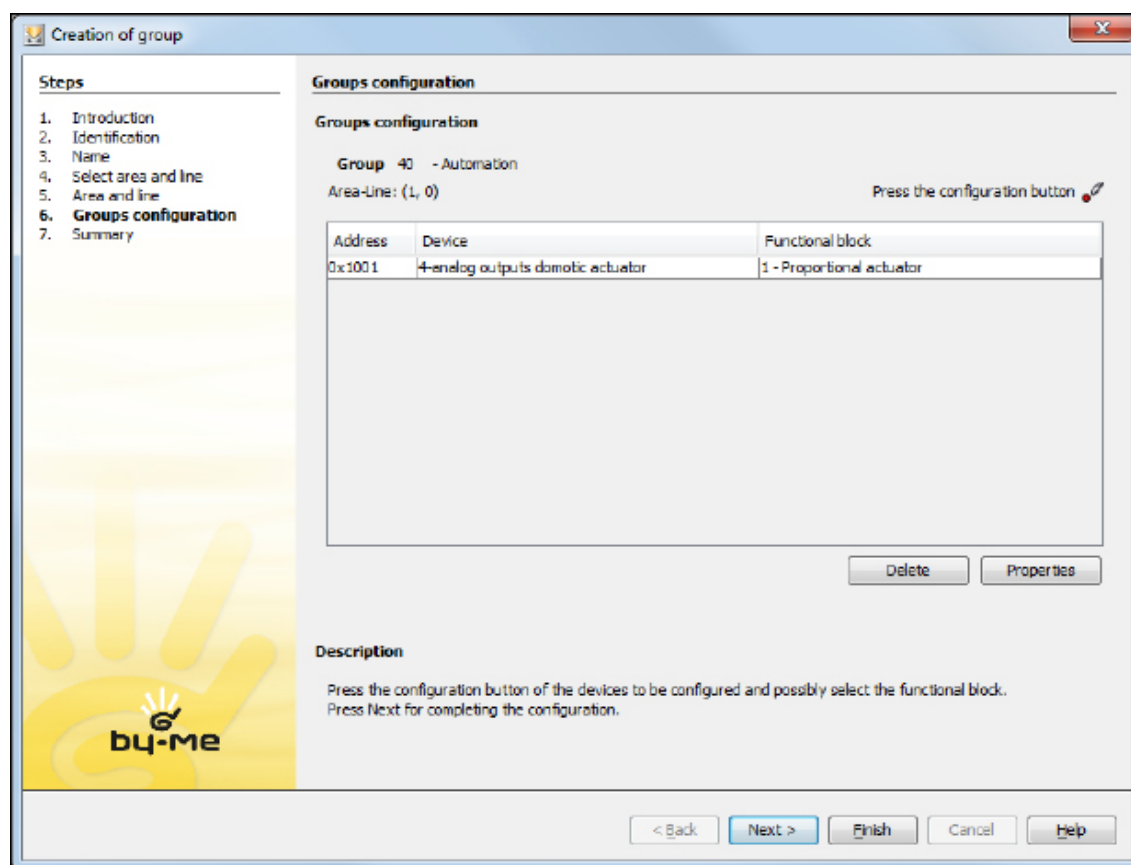 Creation of group
Steps
1. Introduction
2. Identification
3. Name
4. Select area and line
5. Area and line
6. Groups configuration
7. Summary
Groups configuration
Groups configuration
Group 40 - Automation
Area-Line: (1, 0)
Press the configuration button
Address Device Functional block
0x1001 4-analog outputs domotic actuator 1 - Proportional actuator
Delete Properties
Description
Press the configuration button of the devices to be configured and possibly select the functional block.
Press Next for completing the configuration.
by-me
< Back Next > Finish Cancel Help